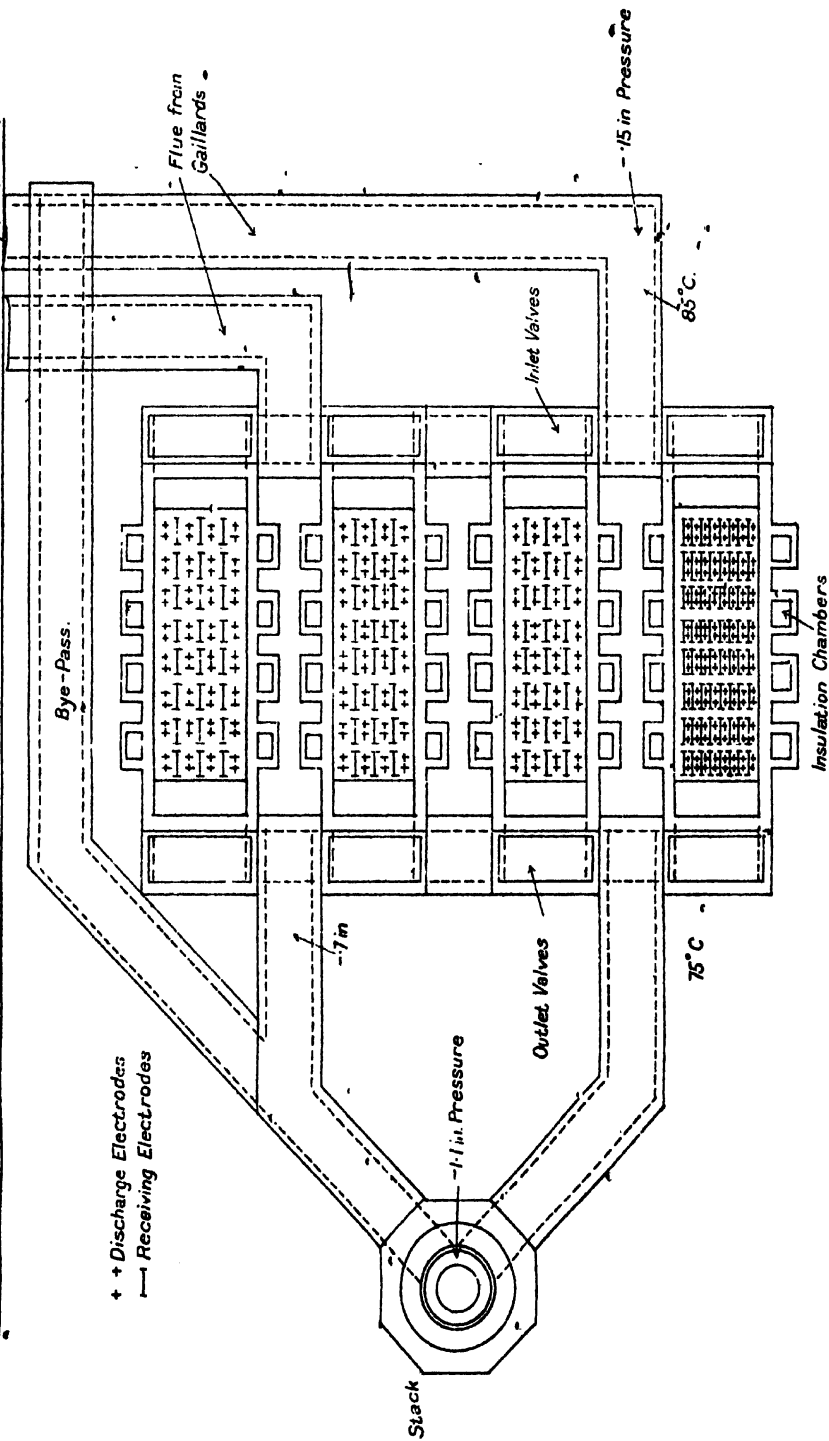 Flue from
Gaillards
-·15 in Pressure
85°C.
Inlet Valves
Bye-Pass.
Insulation Chambers
-·7 in
Outlet Valves
75°C
+ + Discharge Electrodes
Receiving Electrodes
-1·1 in. Pressure
Stack